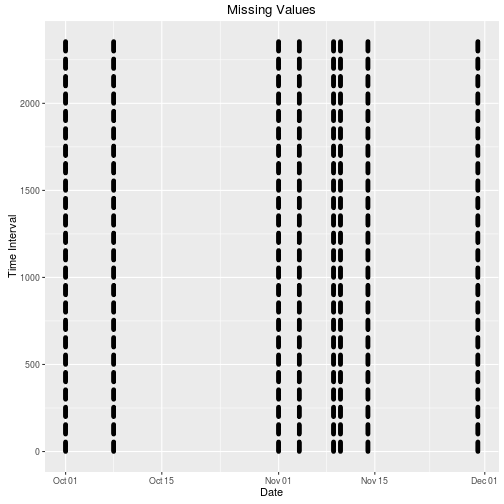 Missing Values
2000
1500
1000
500
0
Time Interval
Oct 01
Oct 15
Nov 01
Nov 15
Dec 01
Date